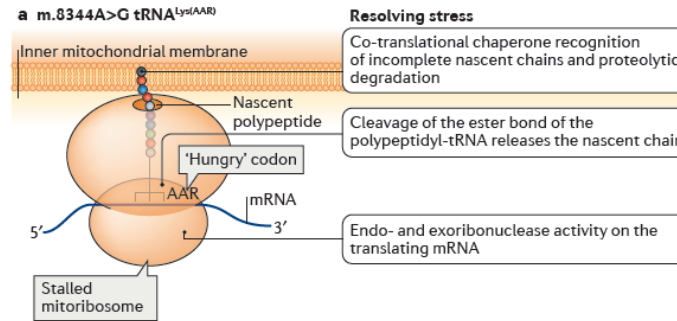 a m.8344A>G tRNALys(AAR)
Resolving stress
Inner mitochondrial membrane
Co-translational chaperone recognition
of incomplete nascent chains and proteolytic
degradation
Nascent
polypeptide
Cleavage of the ester bond of the
polypeptidyl-tRNA releases the nascent chain
'Hungry' codon
AAR
mRNA
5′
3′
Endo- and exoribonuclease activity on the
translating mRNA
Stalled
mitoribosome